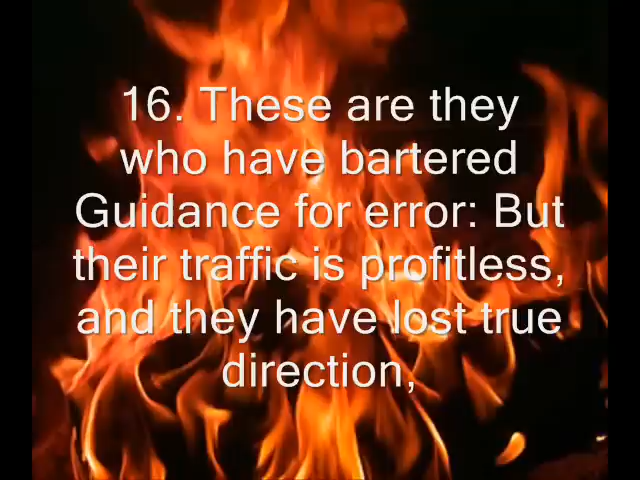 16. These are they
who have bartered
Guidance for error: But
their traffic is profitless,
and they have lost true
direction,